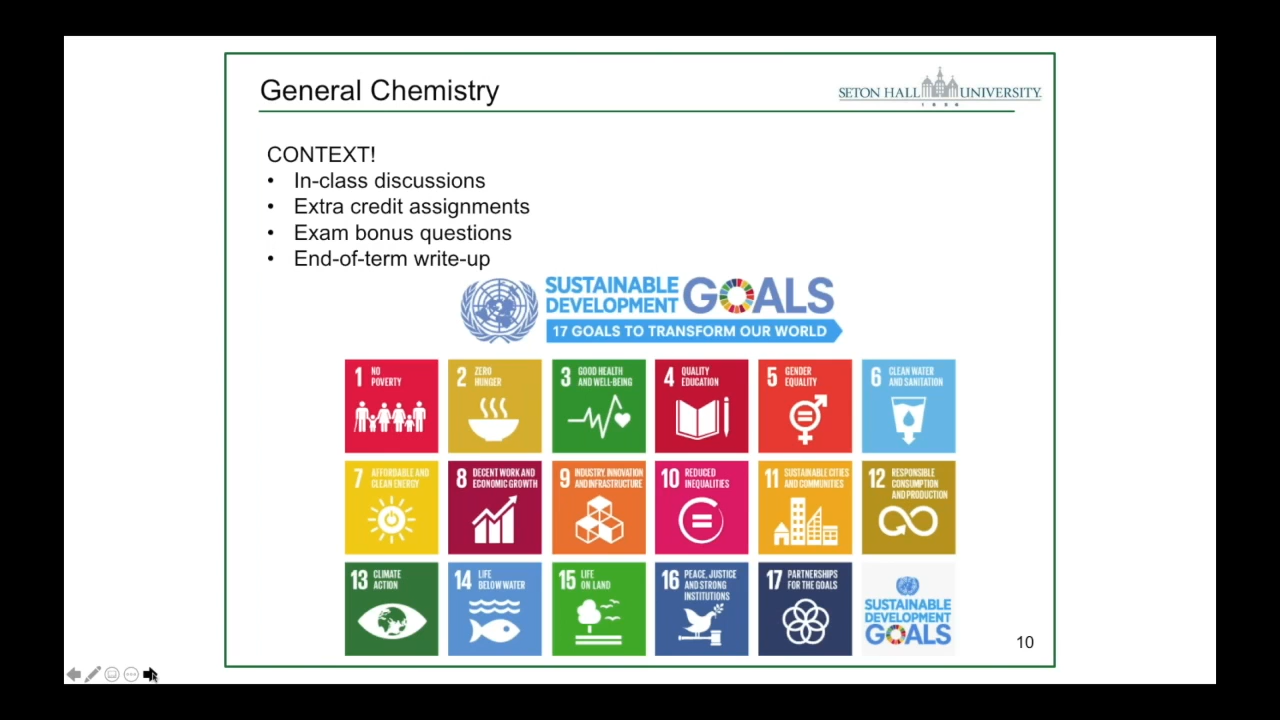 General Chemistry
SETON HALL UNIVERSITY
1 8 5 6
CONTEXT!
• In-class discussions
• Extra credit assignments
• Exam bonus questions
• End-of-term write-up
SUSTAINABLE
DEVELOPMENT GOALS
17 GOALS TO TRANSFORM OUR WORLD
1 NO
POVERTY
2 ZERO
HUNGER
3 GOOD HEALTH
AND WELL-BEING
4 QUALITY
EDUCATION
5 GENDER
EQUALITY
6 CLEAN WATER
AND SANITATION
7 AFFORDABLE AND
CLEAN ENERGY
8 DECENT WORK AND
ECONOMIC GROWTH
9 INDUSTRY, INNOVATION
AND INFRASTRUCTURE
10 REDUCED
INEQUALITIES
11 SUSTAINABLE CITIES
AND COMMUNITIES
12 RESPONSIBLE
CONSUMPTION
AND PRODUCTION
13 CLIMATE
ACTION
14 LIFE
BELOW WATER
15 LIFE
ON LAND
16 PEACE, JUSTICE
AND STRONG
INSTITUTIONS
17 PARTNERSHIPS
FOR THE GOALS
SUSTAINABLE
DEVELOPMENT
GOALS
10